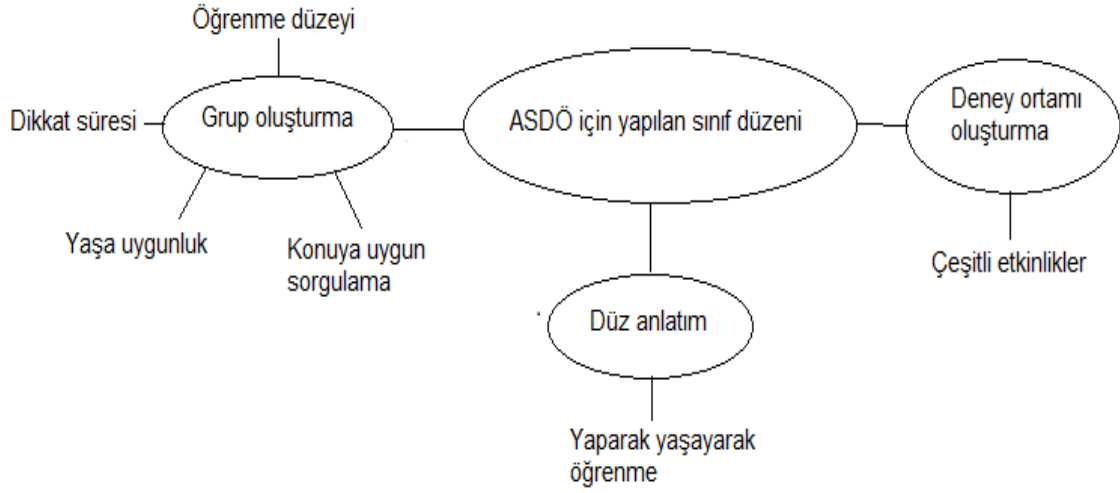 Öğrenme düzeyi
Dikkat süresi
Grup oluşturma
ASDÖ için yapılan sınıf düzeni
Deney ortamı
oluşturma
Yaşa uygunluk
Konuya uygun
sorgulama
Çeşitli etkinlikler
Düz anlatım
Yaparak yaşayarak
öğrenme